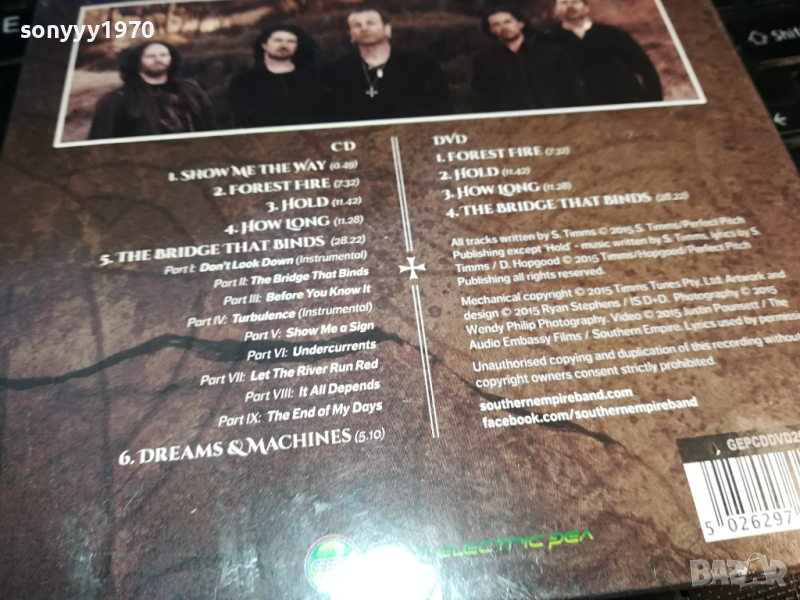 sonyyy1970
E
Shif
CD
1. Show Me the Way (0.49)
2. Forest Fire (7.32)
3. Hold (11.42)
4. How Long (11.28)
5. The Bridge That Binds (28.22)
Part I: Don't Look Down (Instrumental)
Part II: The Bridge That Binds
Part III: Before You Know It
Part IV: Turbulence (Instrumental)
Part V: Show Me a Sign
Part VI: Undercurrents
Part VII: Let The River Run Red
Part VIII: It All Depends
Part IX: The End of My Days
6. Dreams & Machines (5.10)
DVD
1. Forest Fire (7.32)
2. Hold (11.42)
3. How Long (11.28)
4. The Bridge That Binds (28.22)
All tracks written by S. Timms © 2015 S. Timms/Perfect Pitch
Publishing except 'Hold' - music written by S. Timms, lyrics by S.
Timms / D. Hopgood © 2015 Timms/Hopgood/Perfect Pitch
Publishing all rights reserved.
Mechanical copyright © 2015 Timms Tunes Pty. Ltd. Artwork and
design © 2015 Ryan Stephens / IS D+D. Photography © 2015
Wendy Philip Photography. Video © 2015 Justin Pounsett / The
Audio Embassy Films / Southern Empire. Lyrics used by permissio
Unauthorised copying and duplication of this recording without
copyright owners consent strictly prohibited.
southernempireband.com
facebook.com/southernempireband
GEPCDDVD2
5 026297
ELECTRIC PEA
BAZAR